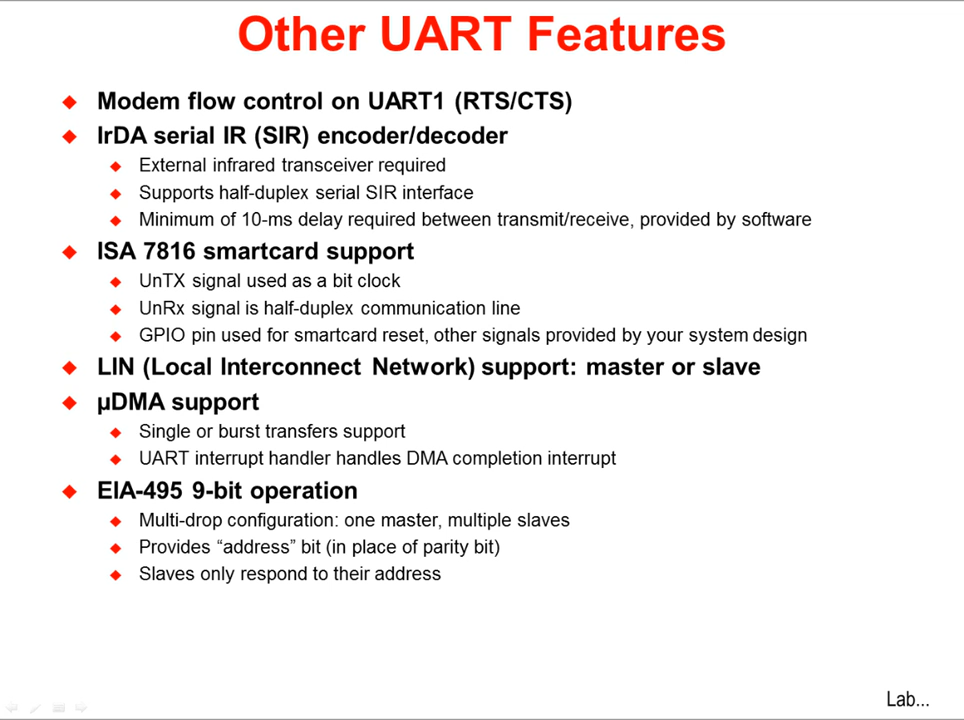 Other UART Features
Modem flow control on UART1 (RTS/CTS)
IrDA serial IR (SIR) encoder/decoder
External infrared transceiver required
Supports half-duplex serial SIR interface
Minimum of 10-ms delay required between transmit/receive, provided by software
ISA 7816 smartcard support
UnTX signal used as a bit clock
UnRx signal is half-duplex communication line
GPIO pin used for smartcard reset, other signals provided by your system design
LIN (Local Interconnect Network) support: master or slave
µDMA support
Single or burst transfers support
UART interrupt handler handles DMA completion interrupt
EIA-495 9-bit operation
Multi-drop configuration: one master, multiple slaves
Provides “address” bit (in place of parity bit)
Slaves only respond to their address
Lab...